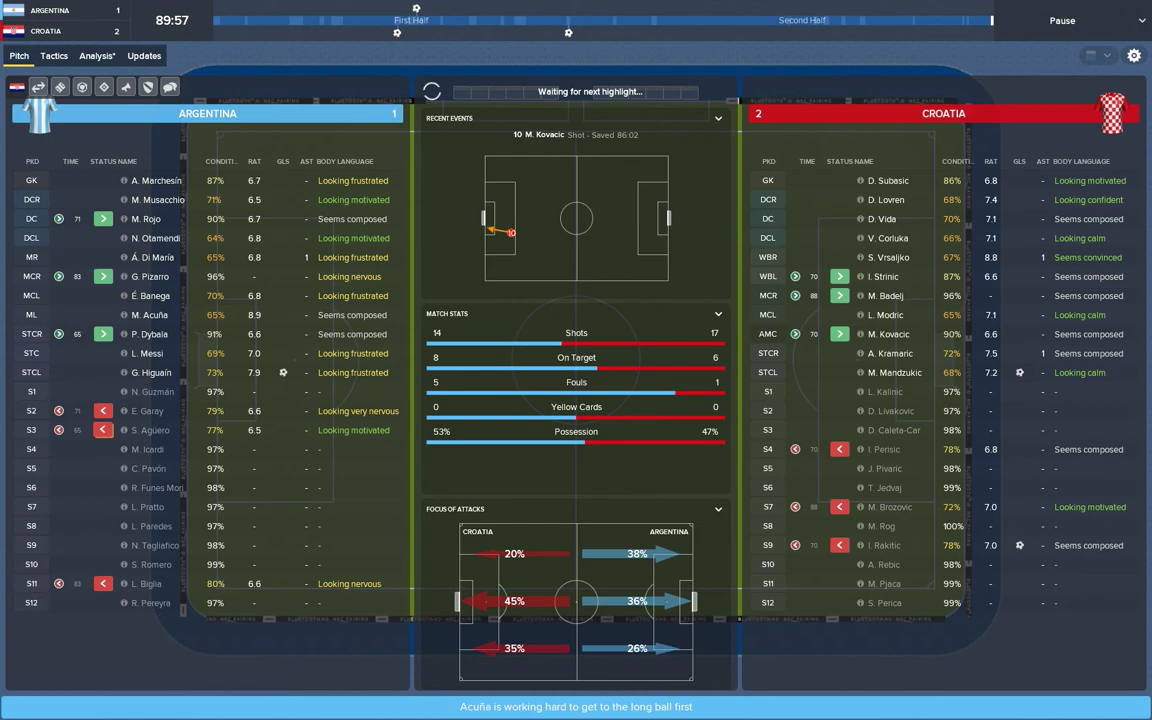 ARGENTINA 1
CROATIA 2
89:57
First Half
Second Half
Pause
Pitch Tactics Analysis* Updates
ARGENTINA 1
PKD TIME STATUS NAME CONDITI... RAT GLS AST BODY LANGUAGE
GK A. Marchesín 87% 6.7 - Looking frustrated
DCR M. Musacchio 71% 6.5 - Looking motivated
DC 71 M. Rojo 90% 6.7 - Seems composed
DCL N. Otamendi 64% 6.8 - Looking motivated
MR Á. Di María 65% 6.8 1 Looking frustrated
MCR 83 G. Pizarro 96% - - Looking nervous
MCL É. Banega 70% 6.8 - Looking frustrated
ML M. Acuña 65% 8.9 - Seems composed
STCR 65 P. Dybala 91% 6.6 - Seems composed
STC L. Messi 69% 7.0 - Looking frustrated
STCL G. Higuaín 73% 7.9 - Looking frustrated
S1 N. Guzmán 97% - - -
S2 71 E. Garay 79% 6.6 - Looking very nervous
S3 65 S. Agüero 77% 6.5 - Looking motivated
S4 M. Icardi 97% - - -
S5 C. Pavón 98% - - -
S6 R. Funes Mori 98% - - -
S7 L. Pratto 97% - - -
S8 L. Paredes 97% - - -
S9 N. Tagliafico 98% - - -
S10 S. Romero 99% - - -
S11 83 L. Biglia 80% 6.6 - Looking nervous
S12 R. Pereyra 97% - - -
Waiting for next highlight...
RECENT EVENTS
10 M. Kovacic Shot - Saved 86:02
10
MATCH STATS
14 Shots 17
8 On Target 6
5 Fouls 1
0 Yellow Cards 0
53% Possession 47%
FOCUS OF ATTACKS
CROATIA ARGENTINA
20% 38%
45% 36%
35% 26%
2 CROATIA
PKD TIME STATUS NAME CONDITI... RAT GLS AST BODY LANGUAGE
GK D. Subasic 86% 6.8 - Looking motivated
DCR D. Lovren 68% 7.4 - Looking confident
DC D. Vida 70% 7.1 - Seems composed
DCL V. Corluka 66% 7.1 - Looking calm
WBR S. Vrsaljko 67% 8.8 1 Seems convinced
WBL 70 I. Strinic 87% 6.6 - Seems composed
MCR 88 M. Badelj 96% - - Seems composed
MCL L. Modric 65% 7.1 - Looking calm
AMC 70 M. Kovacic 90% 6.6 - Seems composed
STCR A. Kramaric 72% 7.5 1 Seems composed
STCL M. Mandzukic 68% 7.2 - Looking calm
S1 L. Kalinic 97% - - -
S2 D. Livakovic 97% - - -
S3 D. Caleta-Car 98% - - -
S4 70 I. Perisic 78% 6.8 - Seems composed
S5 J. Pivaric 98% - - -
S6 T. Jedvaj 99% - - -
S7 88 M. Brozovic 72% 7.0 - Looking motivated
S8 M. Rog 100% - - -
S9 70 I. Rakitic 78% 7.0 - Seems composed
S10 A. Rebic 98% - - -
S11 M. Pjaca 99% - - -
S12 S. Perica 99% - - -
Acuña is working hard to get to the long ball first